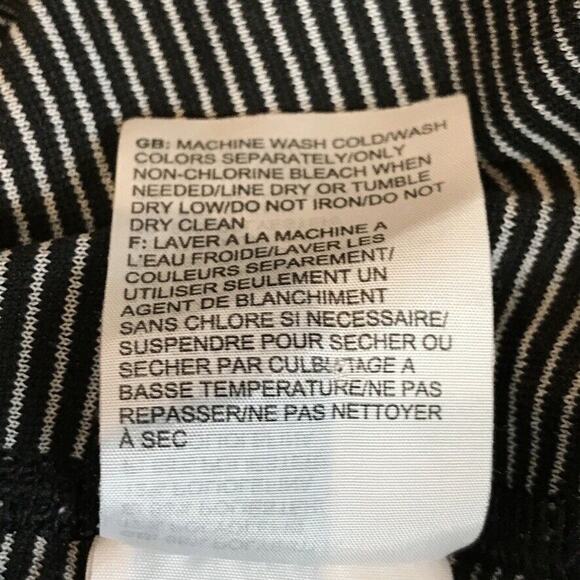 GB: MACHINE WASH COLD/WASH
COLORS SEPARATELY/ONLY
NON-CHLORINE BLEACH WHEN
NEEDED/LINE DRY OR TUMBLE
DRY LOW/DO NOT IRON/DO NOT
DRY CLEAN
F: LAVER A LA MACHINE A
L'EAU FROIDE/LAVER LES
COULEURS SEPAREMENT/
UTILISER SEULEMENT UN
AGENT DE BLANCHIMENT
SANS CHLORE SI NECESSAIRE/
SUSPENDRE POUR SECHER OU
SECHER PAR CULBUTAGE A
BASSE TEMPERATURE/NE PAS
REPASSER/NE PAS NETTOYER
À SEC